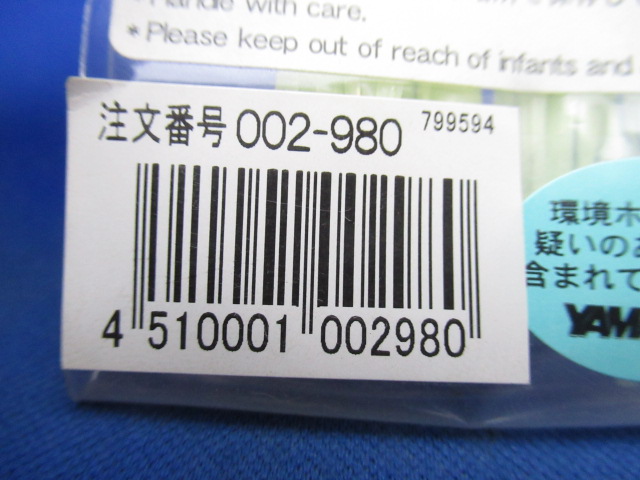 *Handle with care.
*Please keep out of reach of infants and
注文番号 002-980 799594
4 510001 002980
環境ホ
疑いの
含まれて
YAM